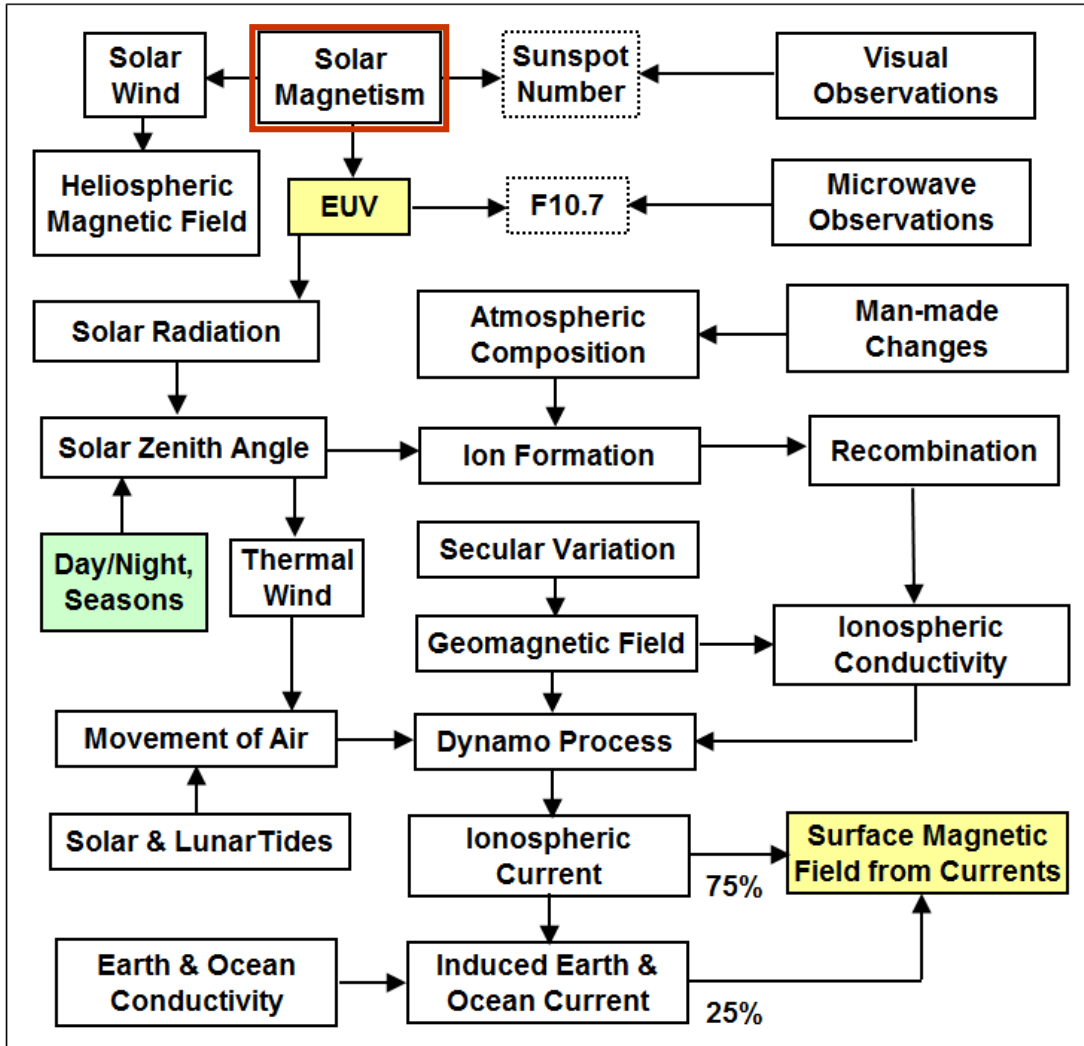 Solar
Wind
Solar
Magnetism
Sunspot
Number
Visual
Observations
Heliospheric
Magnetic Field
EUV
F10.7
Microwave
Observations
Solar Radiation
Atmospheric
Composition
Man-made
Changes
Solar Zenith Angle
Ion Formation
Recombination
Day/Night,
Seasons
Thermal
Wind
Secular Variation
Geomagnetic Field
Ionospheric
Conductivity
Movement of Air
Dynamo Process
Solar & Lunar Tides
Ionospheric
Current
75%
Surface Magnetic
Field from Currents
Earth & Ocean
Conductivity
Induced Earth &
Ocean Current
25%